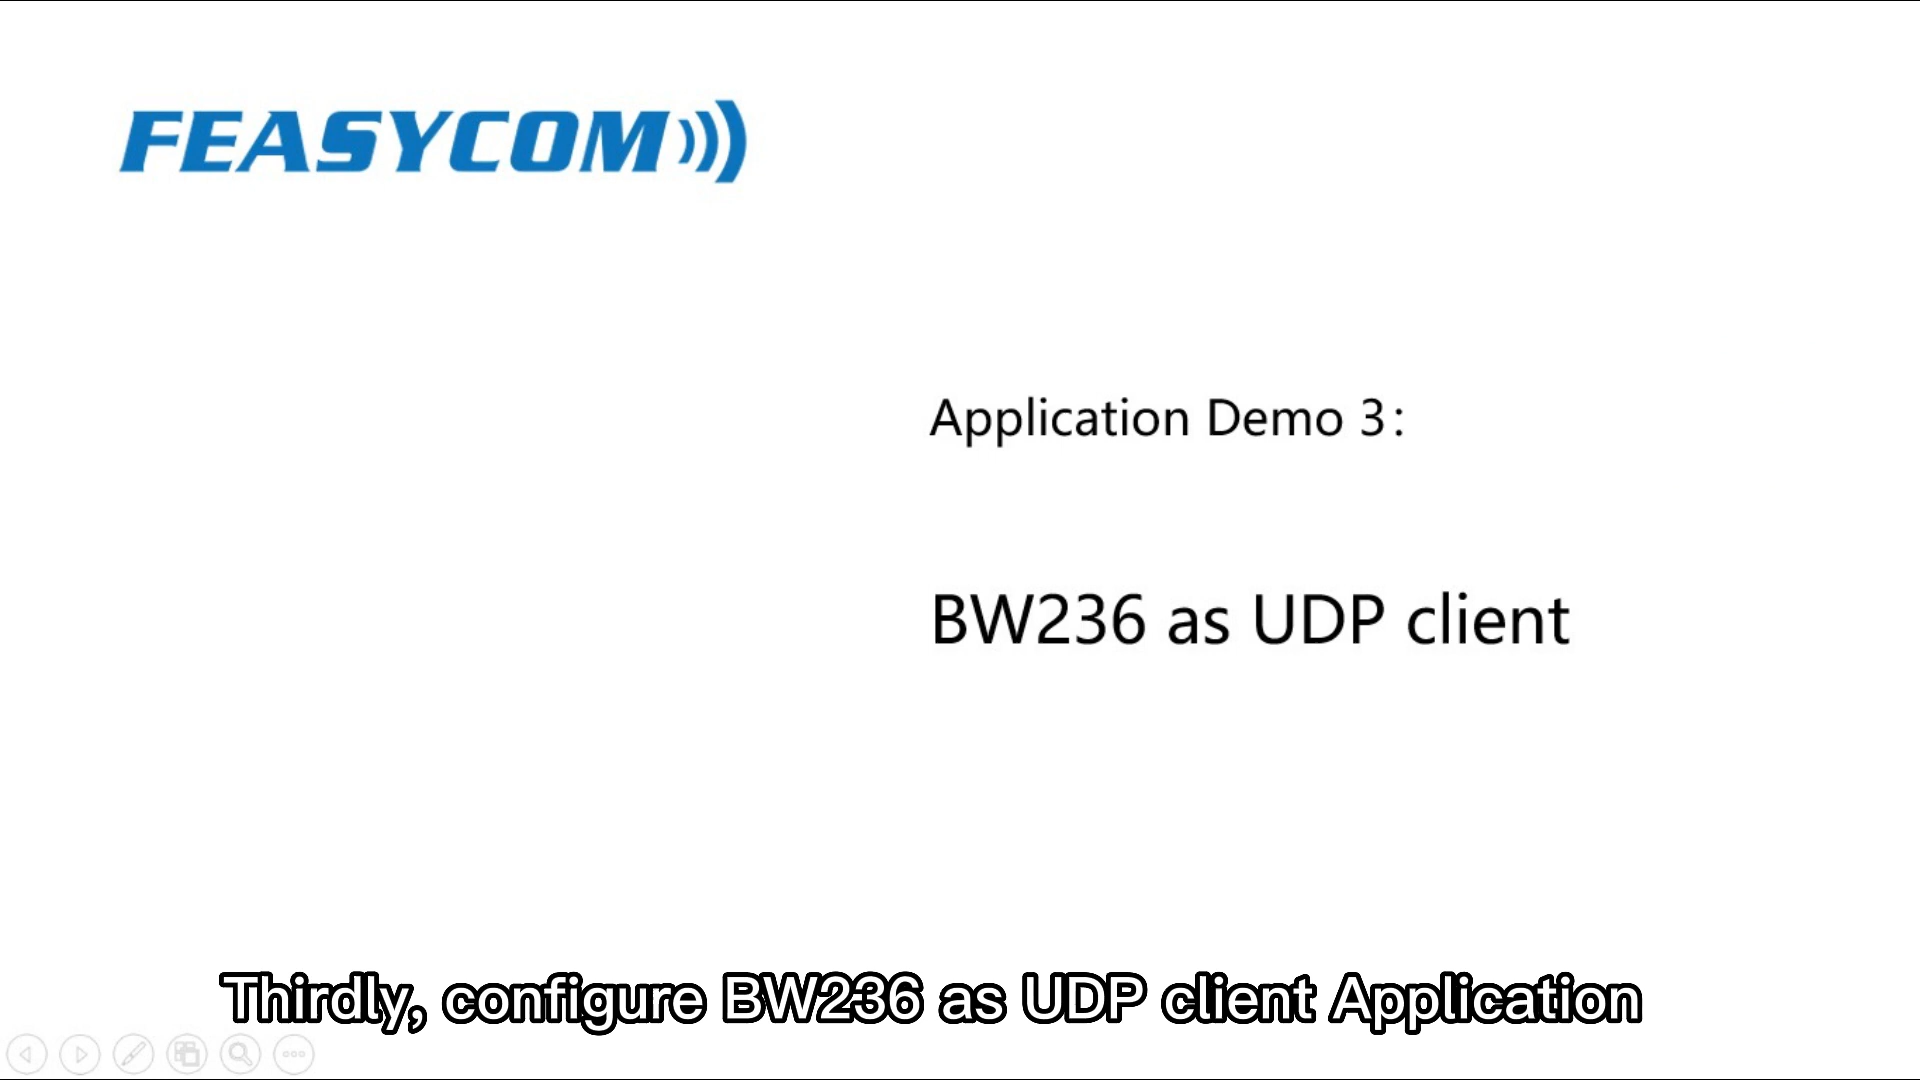 FEASYCOM
Application Demo 3:
BW236 as UDP client
Thirdly, configure BW236 as UDP client Application